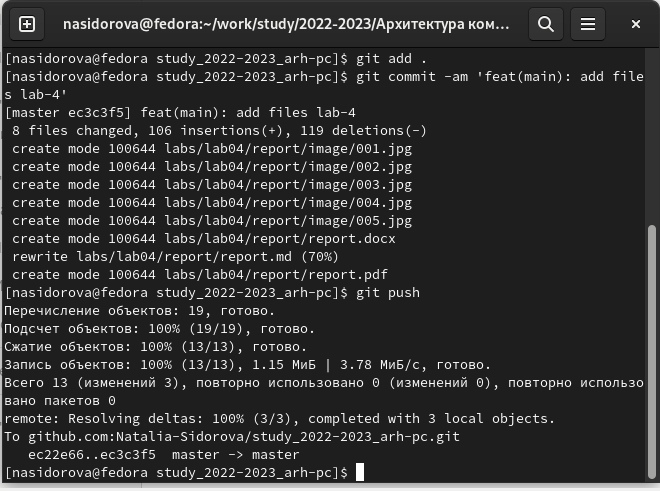 nasidorova@fedora:~/work/study/2022-2023/Архитектура ком...
[nasidorova@fedora study_2022-2023_arh-pc]$ git add .
[nasidorova@fedora study_2022-2023_arh-pc]$ git commit -am 'feat(main): add file
s lab-4'
[master ec3c3f5] feat(main): add files lab-4
 8 files changed, 106 insertions(+), 119 deletions(-)
 create mode 100644 labs/lab04/report/image/001.jpg
 create mode 100644 labs/lab04/report/image/002.jpg
 create mode 100644 labs/lab04/report/image/003.jpg
 create mode 100644 labs/lab04/report/image/004.jpg
 create mode 100644 labs/lab04/report/image/005.jpg
 create mode 100644 labs/lab04/report/report.docx
 rewrite labs/lab04/report/report.md (70%)
 create mode 100644 labs/lab04/report/report.pdf
[nasidorova@fedora study_2022-2023_arh-pc]$ git push
Перечисление объектов: 19, готово.
Подсчет объектов: 100% (19/19), готово.
Сжатие объектов: 100% (13/13), готово.
Запись объектов: 100% (13/13), 1.15 МиБ | 3.78 МиБ/с, готово.
Всего 13 (изменений 3), повторно использовано 0 (изменений 0), повторно использо
вано пакетов 0
remote: Resolving deltas: 100% (3/3), completed with 3 local objects.
To github.com:Natalia-Sidorova/study_2022-2023_arh-pc.git
   ec22e66..ec3c3f5  master -> master
[nasidorova@fedora study_2022-2023_arh-pc]$